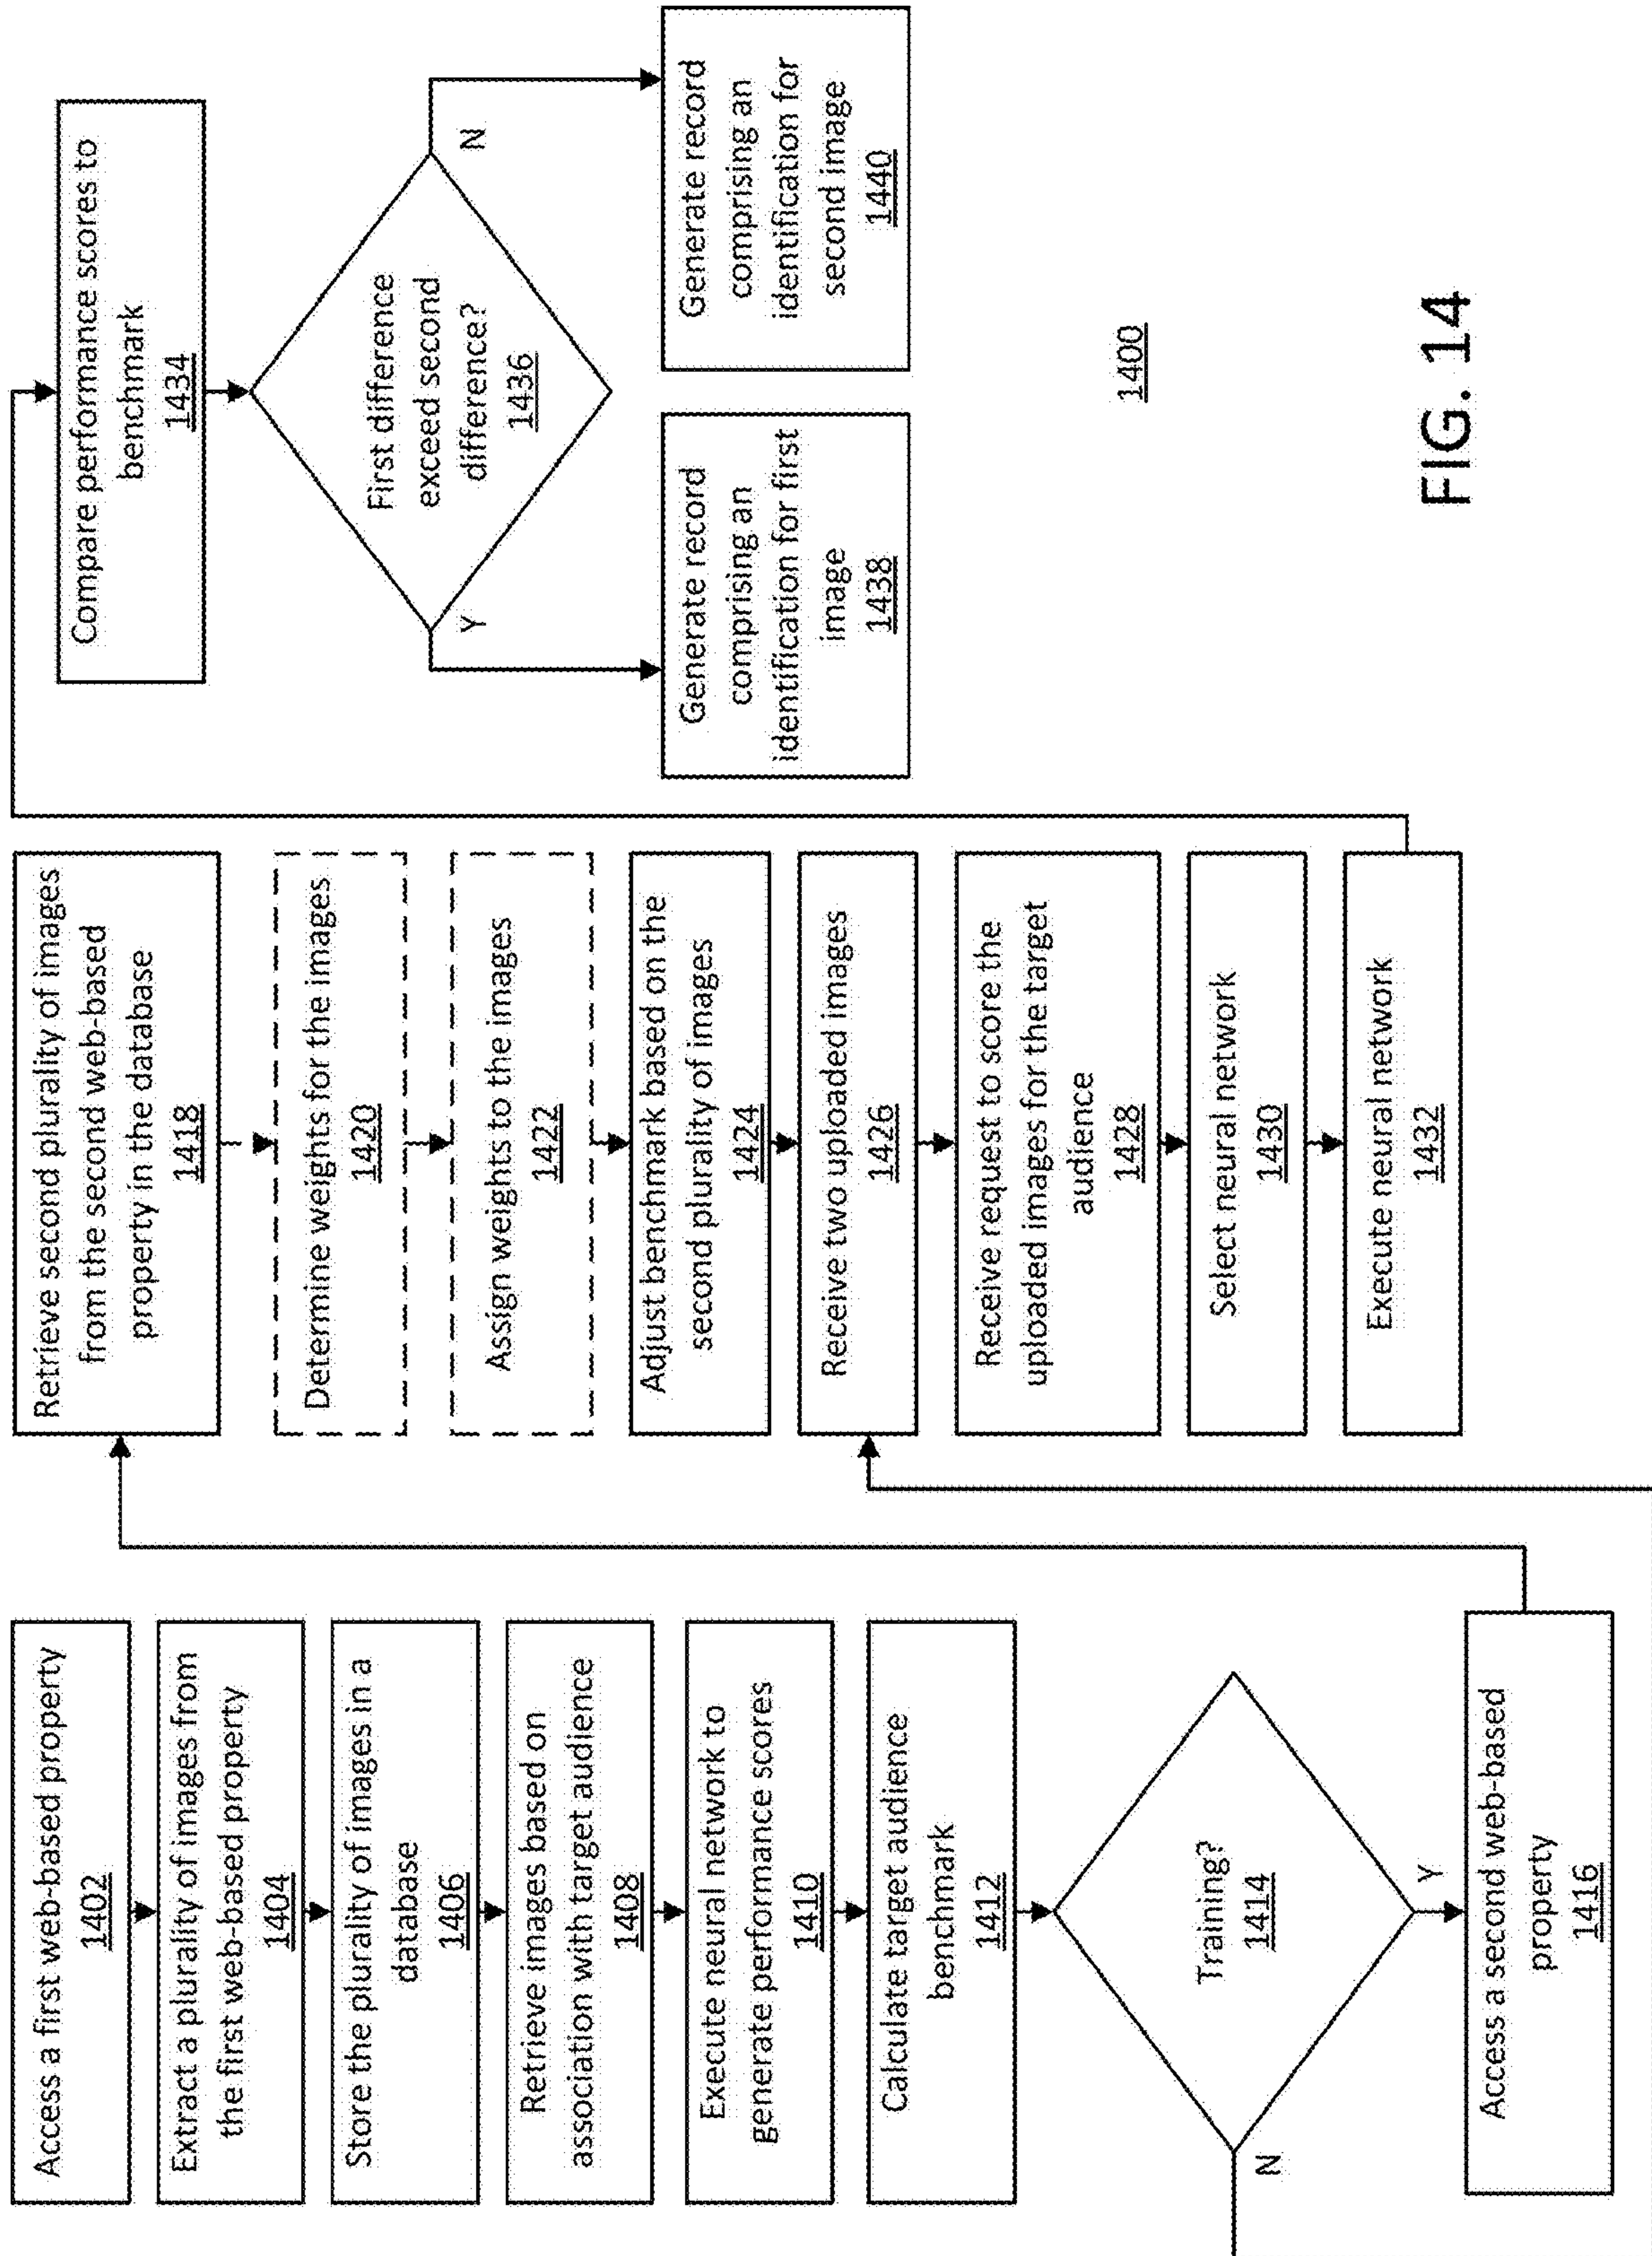 Access a first web-based property
1402
Extract a plurality of images from
the first web-based property
1404
Store the plurality of images in a
database
1406
Retrieve images based on
association with target audience
1408
Execute neural network to
generate performance scores
1410
Calculate target audience
benchmark
1412
Training?
1414
N
Y
Access a second web-based
property
1416
Retrieve second plurality of images
from the second web-based
property in the database
1418
Determine weights for the images
1420
Assign weights to the images
1422
Adjust benchmark based on the
second plurality of images
1424
Receive two uploaded images
1426
Receive request to score the
uploaded images for the target
audience
1428
Select neural network
1430
Execute neural network
1432
Compare performance scores to
benchmark
1434
First difference
exceed second
difference?
1436
Y
N
Generate record
comprising an
identification for first
image
1438
Generate record
comprising an
identification for
second image
1440
1400
FIG. 14